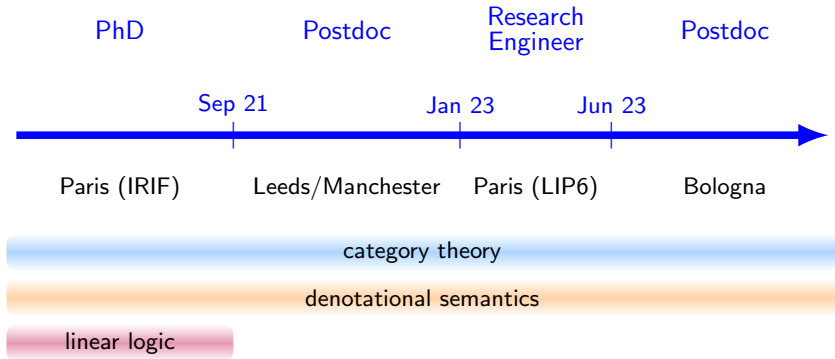 PhD
Postdoc
Research
Engineer
Postdoc
Sep 21
Jan 23
Jun 23
Paris (IRIF)
Leeds/Manchester
Paris (LIP6)
Bologna
category theory
denotational semantics
linear logic